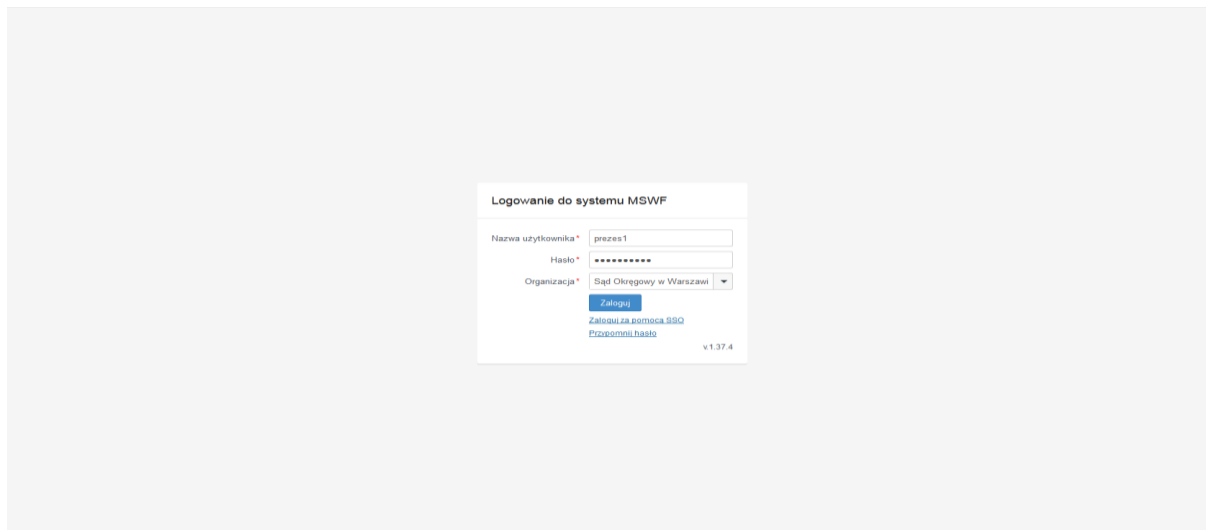 Logowanie do systemu MSWF
Nazwa użytkownika* prezes1
Hasło* ●●●●●●●●●●
Organizacja* Sąd Okręgowy w Warszawi
Zaloguj
Zaloguj za pomocą SSO
Przypomnij hasło
v.1.37.4